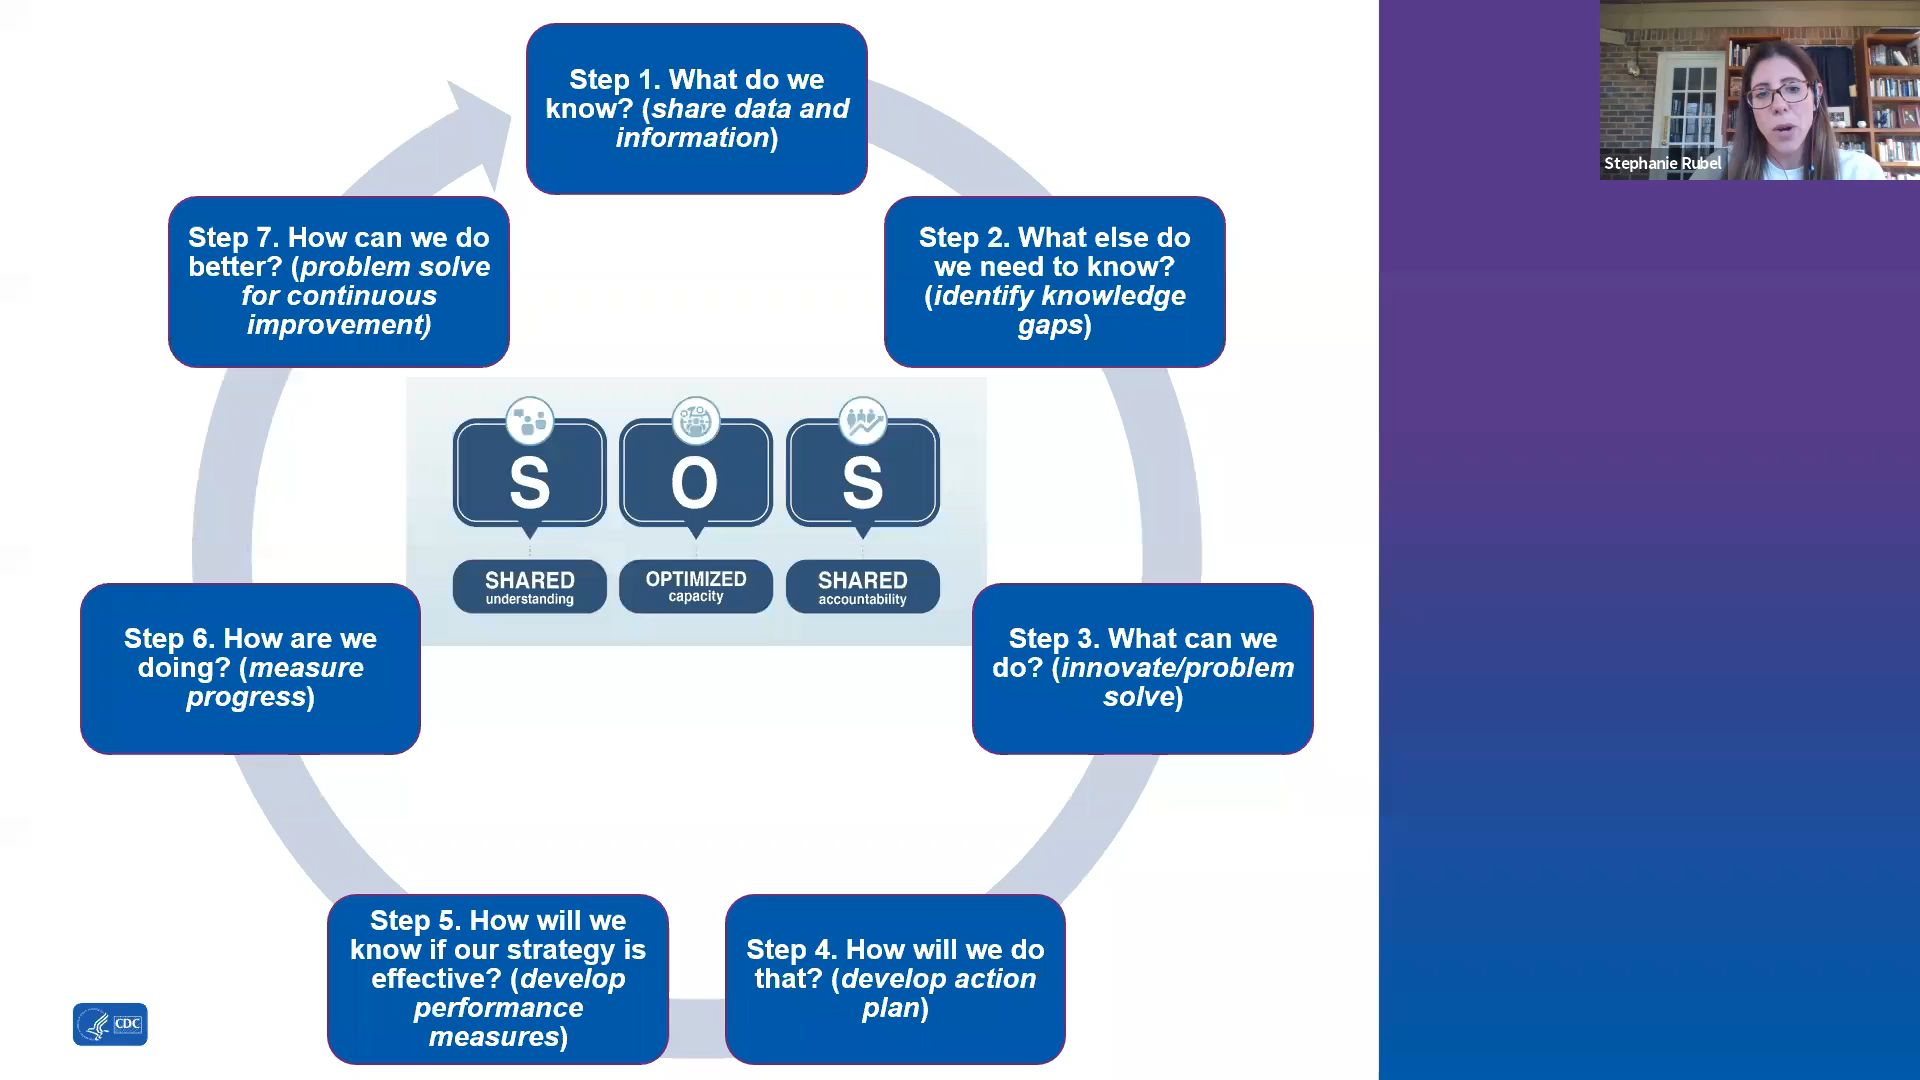 Step 1. What do we
know? (share data and
information)
Stephanie Rubel
Step 7. How can we do
better? (problem solve
for continuous
improvement)
Step 2. What else do
we need to know?
(identify knowledge
gaps)
S
O
S
SHARED
understanding
OPTIMIZED
capacity
SHARED
accountability
Step 6. How are we
doing? (measure
progress)
Step 3. What can we
do? (innovate/problem
solve)
Step 5. How will we
know if our strategy is
effective? (develop
performance
measures)
Step 4. How will we do
that? (develop action
plan)
CDC